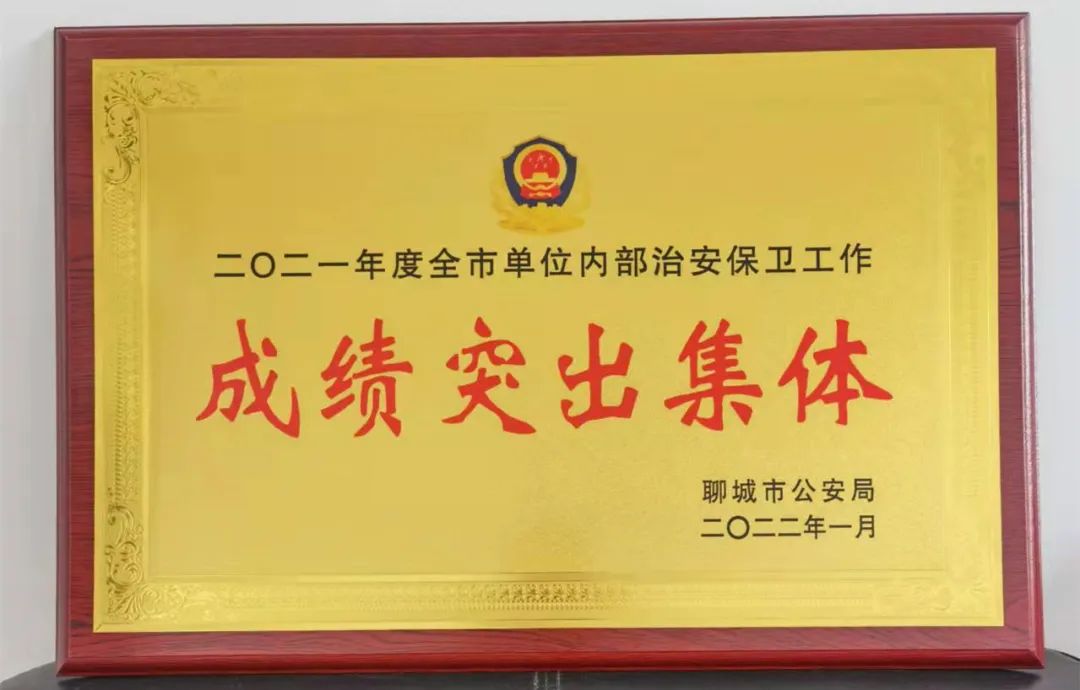 二〇二一年度全市单位内部治安保卫工作
成绩突出集体
聊城市公安局
二〇二二年一月